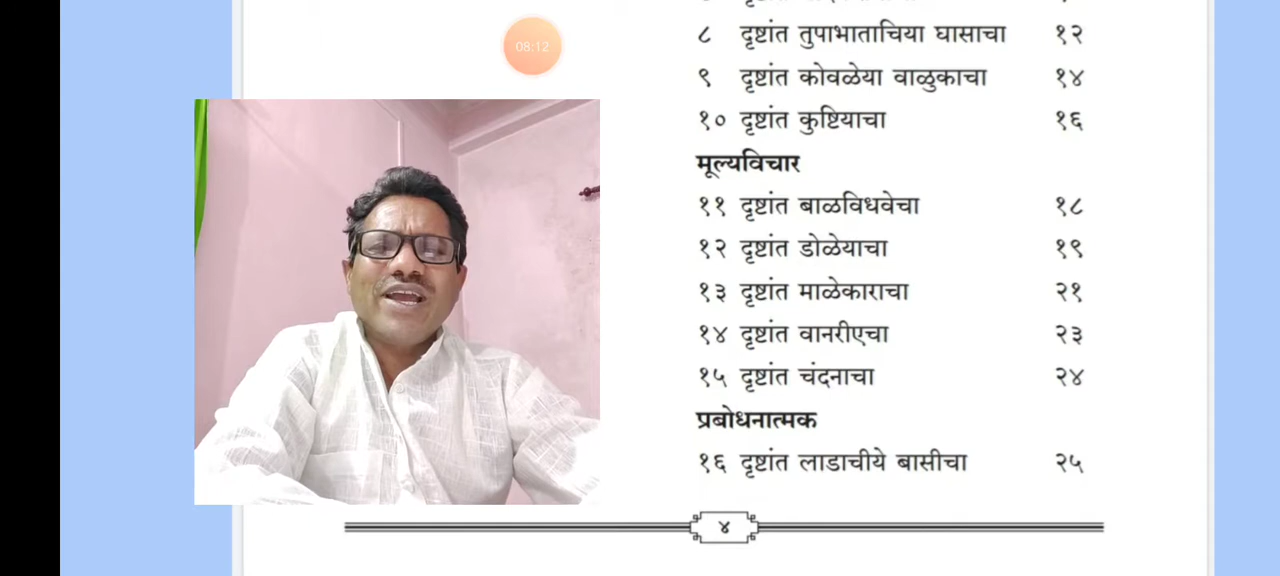 08:12
८ दृष्टांत तुपाभाताचिया घासाचा १२
९ दृष्टांत कोवळेया वाळुकाचा १४
१० दृष्टांत कुष्टियाचा १६
मूल्यविचार
११ दृष्टांत बाळविधवेचा १८
१२ दृष्टांत डोळेयाचा १९
१३ दृष्टांत माळेकाराचा २१
१४ दृष्टांत वानरीएचा २३
१५ दृष्टांत चंदनाचा २४
प्रबोधनात्मक
१६ दृष्टांत लाडाचीये बासीचा २५
४